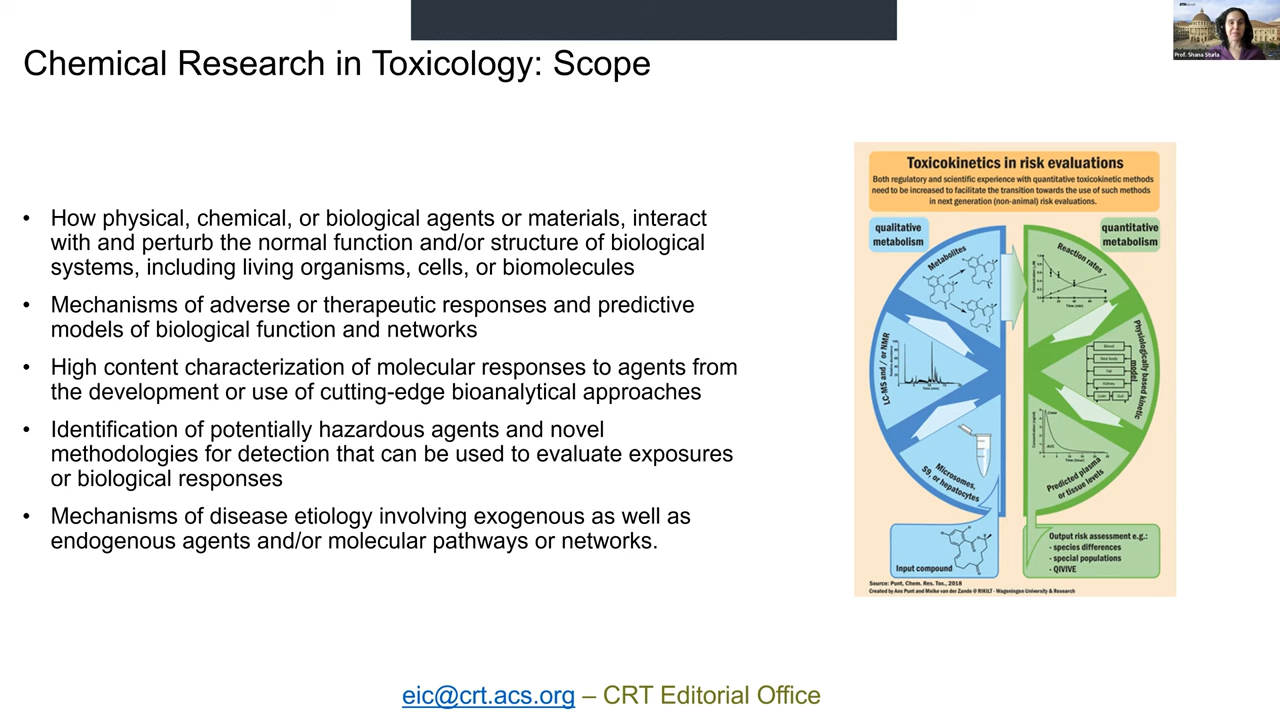 ETH zürich
Prof. Shana Sturla
Chemical Research in Toxicology: Scope
• How physical, chemical, or biological agents or materials, interact
with and perturb the normal function and/or structure of biological
systems, including living organisms, cells, or biomolecules
• Mechanisms of adverse or therapeutic responses and predictive
models of biological function and networks
• High content characterization of molecular responses to agents from
the development or use of cutting-edge bioanalytical approaches
• Identification of potentially hazardous agents and novel
methodologies for detection that can be used to evaluate exposures
or biological responses
• Mechanisms of disease etiology involving exogenous as well as
endogenous agents and/or molecular pathways or networks.
Toxicokinetics in risk evaluations
Both regulatory and scientific experience with quantitative toxicokinetic methods
need to be increased to facilitate the transition towards the use of such methods
in next generation (non-animal) risk evaluations.
qualitative
metabolism
quantitative
metabolism
Metabolites
LC-MS and / or NMR
Microsomes,
S9, or hepatocytes
Input compound
Reaction rates
Physiologically based kinetic
model
Blood
Rest body
Fat
Kidney
Liver
Gut
Predicted plasma
or tissue levels
Output risk assessment e.g.:
- species differences
- special populations
- QIVIVE
Source: Punt, Chem. Res. Tox., 2018
Created by Ans Punt and Meike van der Zande @ RIKILT - Wageningen University & Research
eic@crt.acs.org – CRT Editorial Office